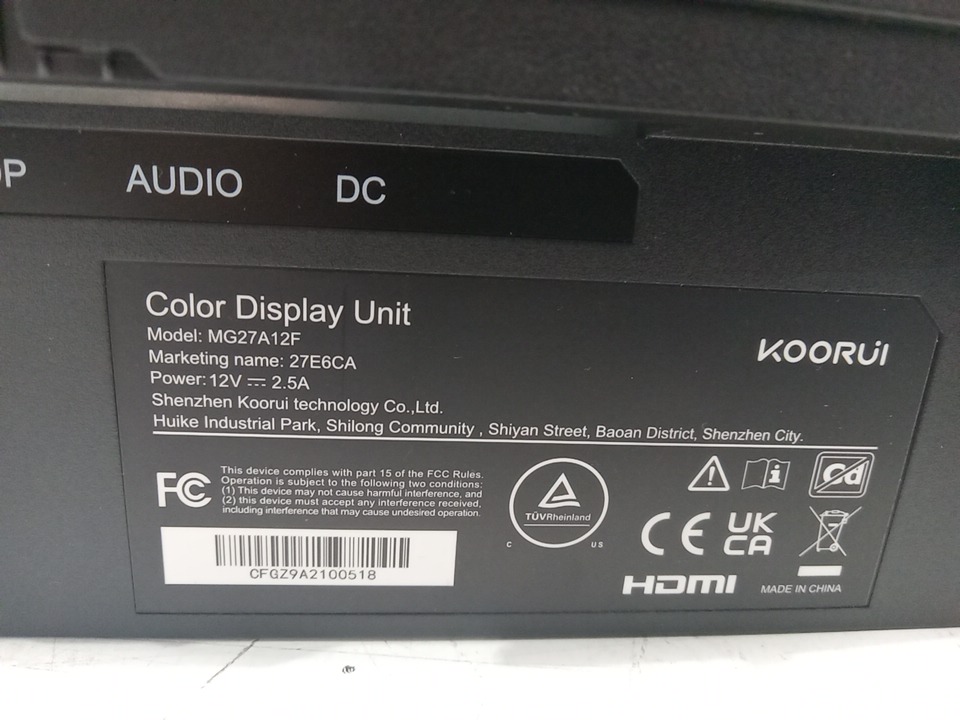 DP AUDIO DC
Color Display Unit
Model: MG27A12F
Marketing name: 27E6CA
Power: 12V ⎓ 2.5A
Shenzhen Koorui technology Co.,Ltd.
Huike Industrial Park, Shilong Community , Shiyan Street, Baoan District, Shenzhen City.
KOORUI
FC
This device complies with part 15 of the FCC Rules.
Operation is subject to the following two conditions:
(1) This device may not cause harmful interference, and
(2) this device must accept any interference received,
including interference that may cause undesired operation.
CFGZ9A2100518
TÜVRheinland
C US
Cd
CE
UK
CA
HDMI
MADE IN CHINA